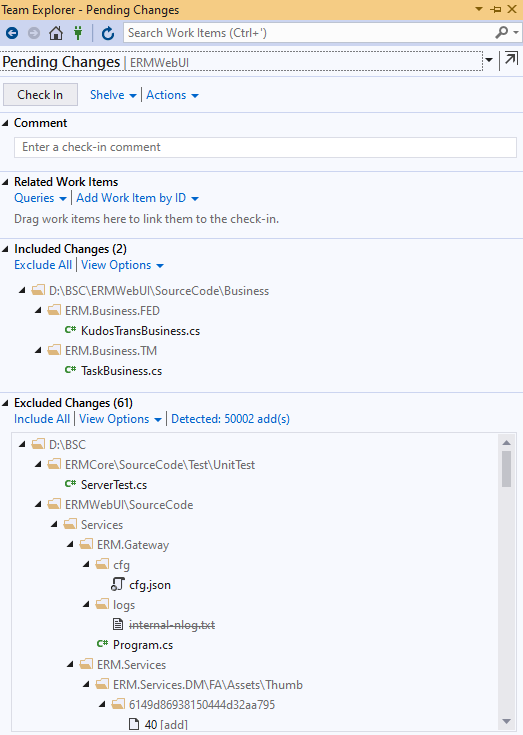 Team Explorer - Pending Changes
Search Work Items (Ctrl+')
Pending Changes | ERMWebUI
Check In Shelve Actions
Comment
Enter a check-in comment
Related Work Items
Queries Add Work Item by ID
Drag work items here to link them to the check-in.
Included Changes (2)
Exclude All View Options
D:\BSC\ERMWebUI\SourceCode\Business
ERM.Business.FED
C# KudosTransBusiness.cs
ERM.Business.TM
C# TaskBusiness.cs
Excluded Changes (61)
Include All View Options Detected: 50002 add(s)
D:\BSC
ERMCore\SourceCode\Test\UnitTest
C# ServerTest.cs
ERMWebUI\SourceCode
Services
ERM.Gateway
cfg
cfg.json
logs
internal-nlog.txt
C# Program.cs
ERM.Services
ERM.Services.DM\FA\Assets\Thumb
6149d86938150444d32aa795
40 [add]